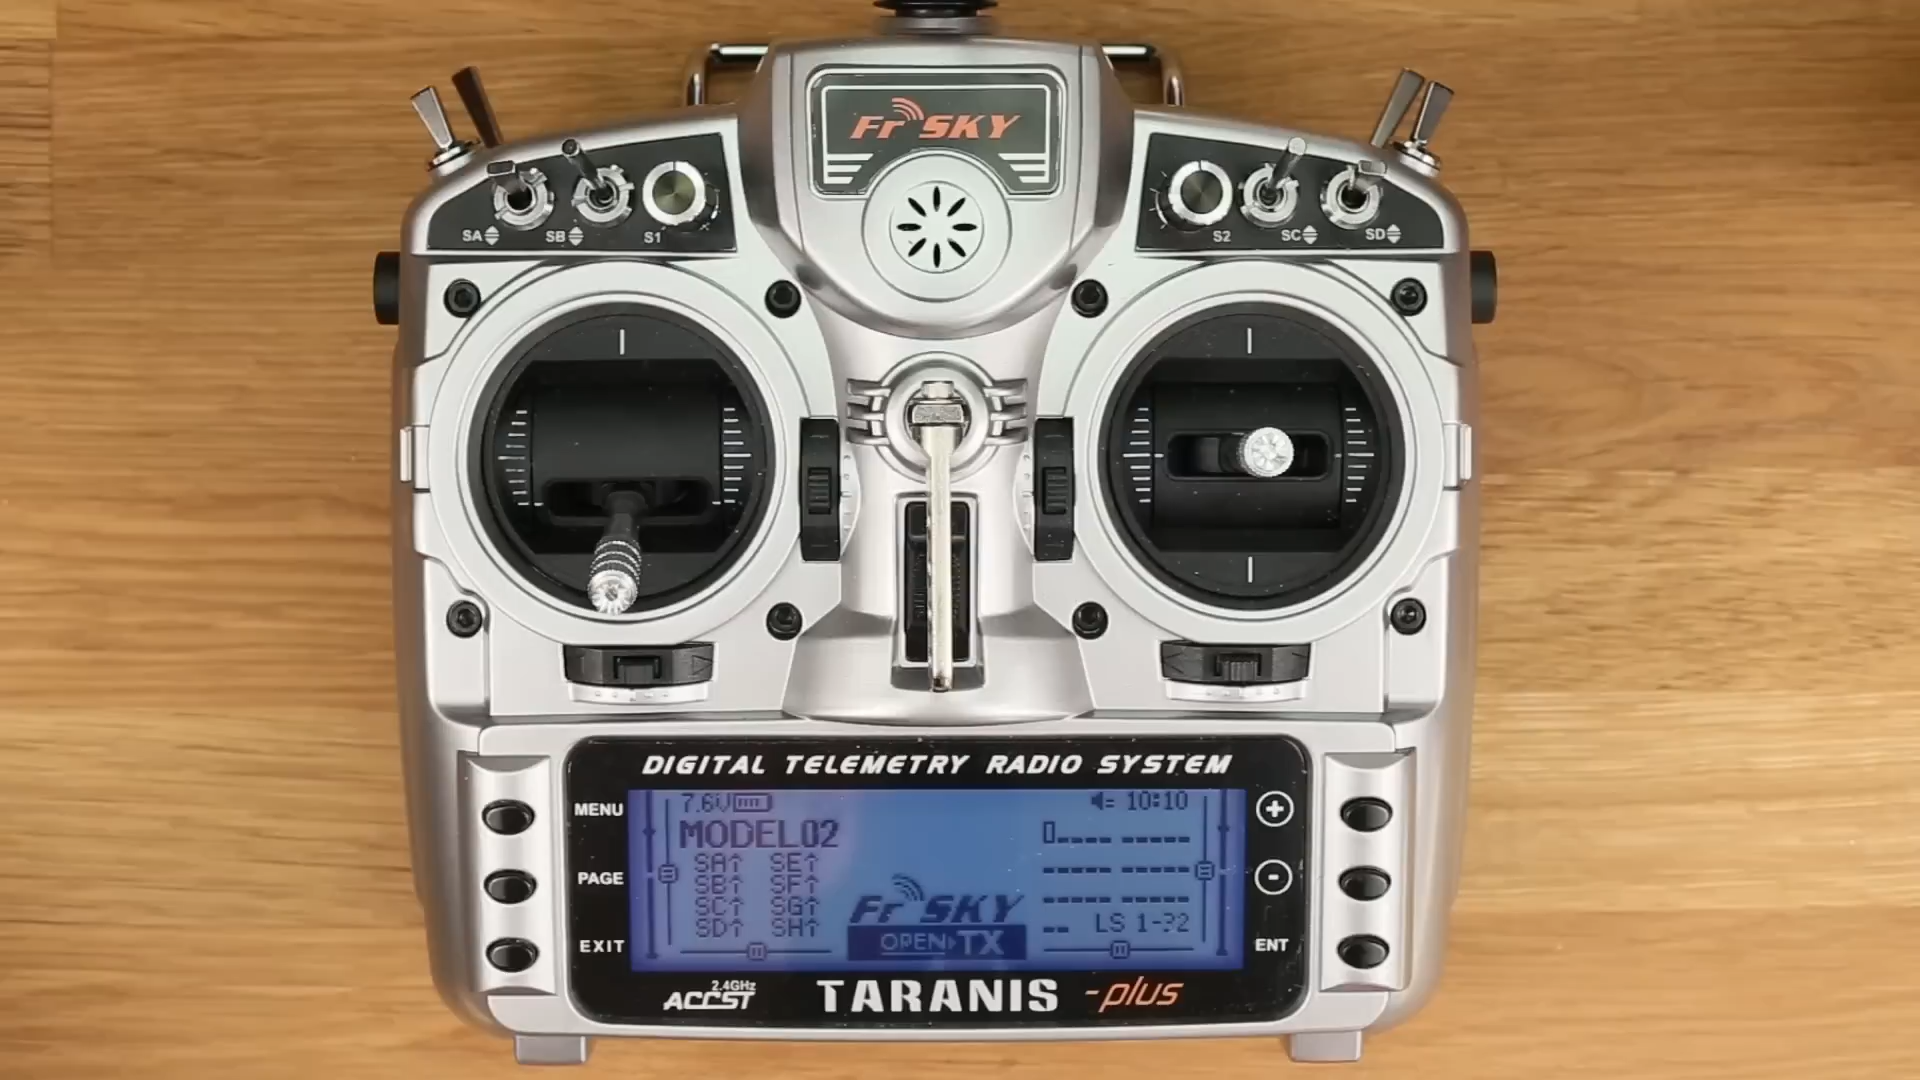 FrSKY
SA SB S1
S2 SC SD
DIGITAL TELEMETRY RADIO SYSTEM
MENU
PAGE
EXIT
7.6V 10:10
MODEL02
SA↑ SE↑
SB↑ SF↑
SC↑ SG↑
SD↑ SH↑
FrSKY
OPEN TX
LS 1-32
ENT
+
-
2.4GHz
ACCST
TARANIS -plus